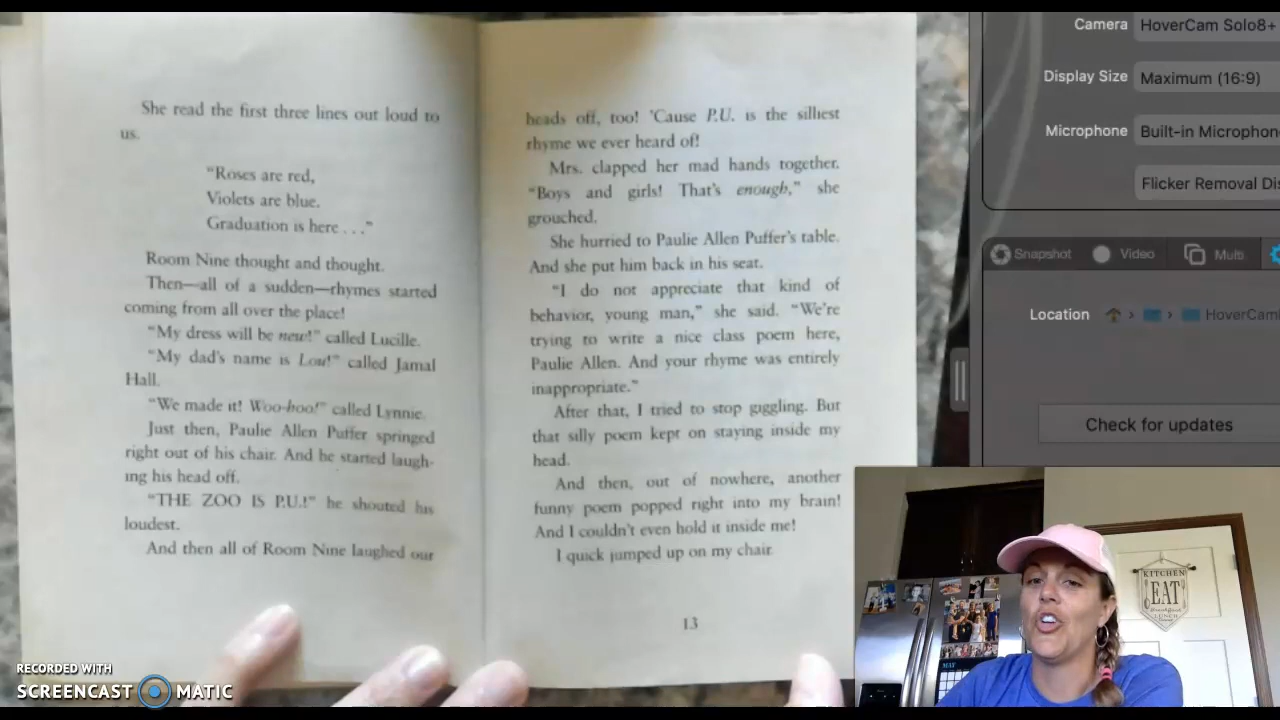 She read the first three lines out loud to
us.
"Roses are red,
Violets are blue.
Graduation is here . . ."
Room Nine thought and thought.
Then—all of a sudden—rhymes started
coming from all over the place!
"My dress will be new!" called Lucille.
"My dad's name is Lou!" called Jamal
Hall.
"We made it! Woo-hoo!" called Lynnie.
Just then, Paulie Allen Puffer springed
right out of his chair. And he started laugh-
ing his head off.
"THE ZOO IS P.U.!" he shouted his
loudest.
And then all of Room Nine laughed our
heads off, too! 'Cause P.U. is the silliest
rhyme we ever heard of!
Mrs. clapped her mad hands together.
"Boys and girls! That's enough," she
grouched.
She hurried to Paulie Allen Puffer's table.
And she put him back in his seat.
"I do not appreciate that kind of
behavior, young man," she said. "We're
trying to write a nice class poem here,
Paulie Allen. And your rhyme was entirely
inappropriate."
After that, I tried to stop giggling. But
that silly poem kept on staying inside my
head.
And then, out of nowhere, another
funny poem popped right into my brain!
And I couldn't even hold it inside me!
I quick jumped up on my chair.
13
Camera HoverCam Solo8+
Display Size Maximum (16:9)
Microphone Built-in Microphon
Flicker Removal Dis
Snapshot Video Multi
Location HoverCam
Check for updates
KITCHEN
EAT
MAY
RECORDED WITH
SCREENCAST MATIC